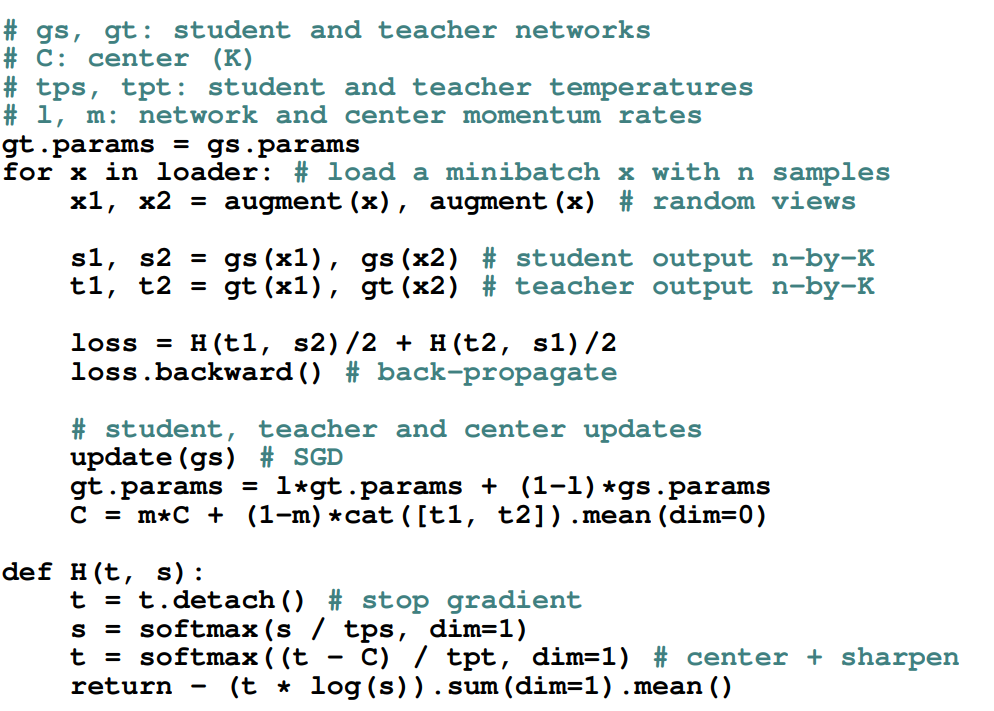 # gs, gt: student and teacher networks
# C: center (K)
# tps, tpt: student and teacher temperatures
# l, m: network and center momentum rates
gt.params = gs.params
for x in loader: # load a minibatch x with n samples
    x1, x2 = augment(x), augment(x) # random views

    s1, s2 = gs(x1), gs(x2) # student output n-by-K
    t1, t2 = gt(x1), gt(x2) # teacher output n-by-K

    loss = H(t1, s2)/2 + H(t2, s1)/2
    loss.backward() # back-propagate

    # student, teacher and center updates
    update(gs) # SGD
    gt.params = l*gt.params + (1-l)*gs.params
    C = m*C + (1-m)*cat([t1, t2]).mean(dim=0)

def H(t, s):
    t = t.detach() # stop gradient
    s = softmax(s / tps, dim=1)
    t = softmax((t - C) / tpt, dim=1) # center + sharpen
    return - (t * log(s)).sum(dim=1).mean()